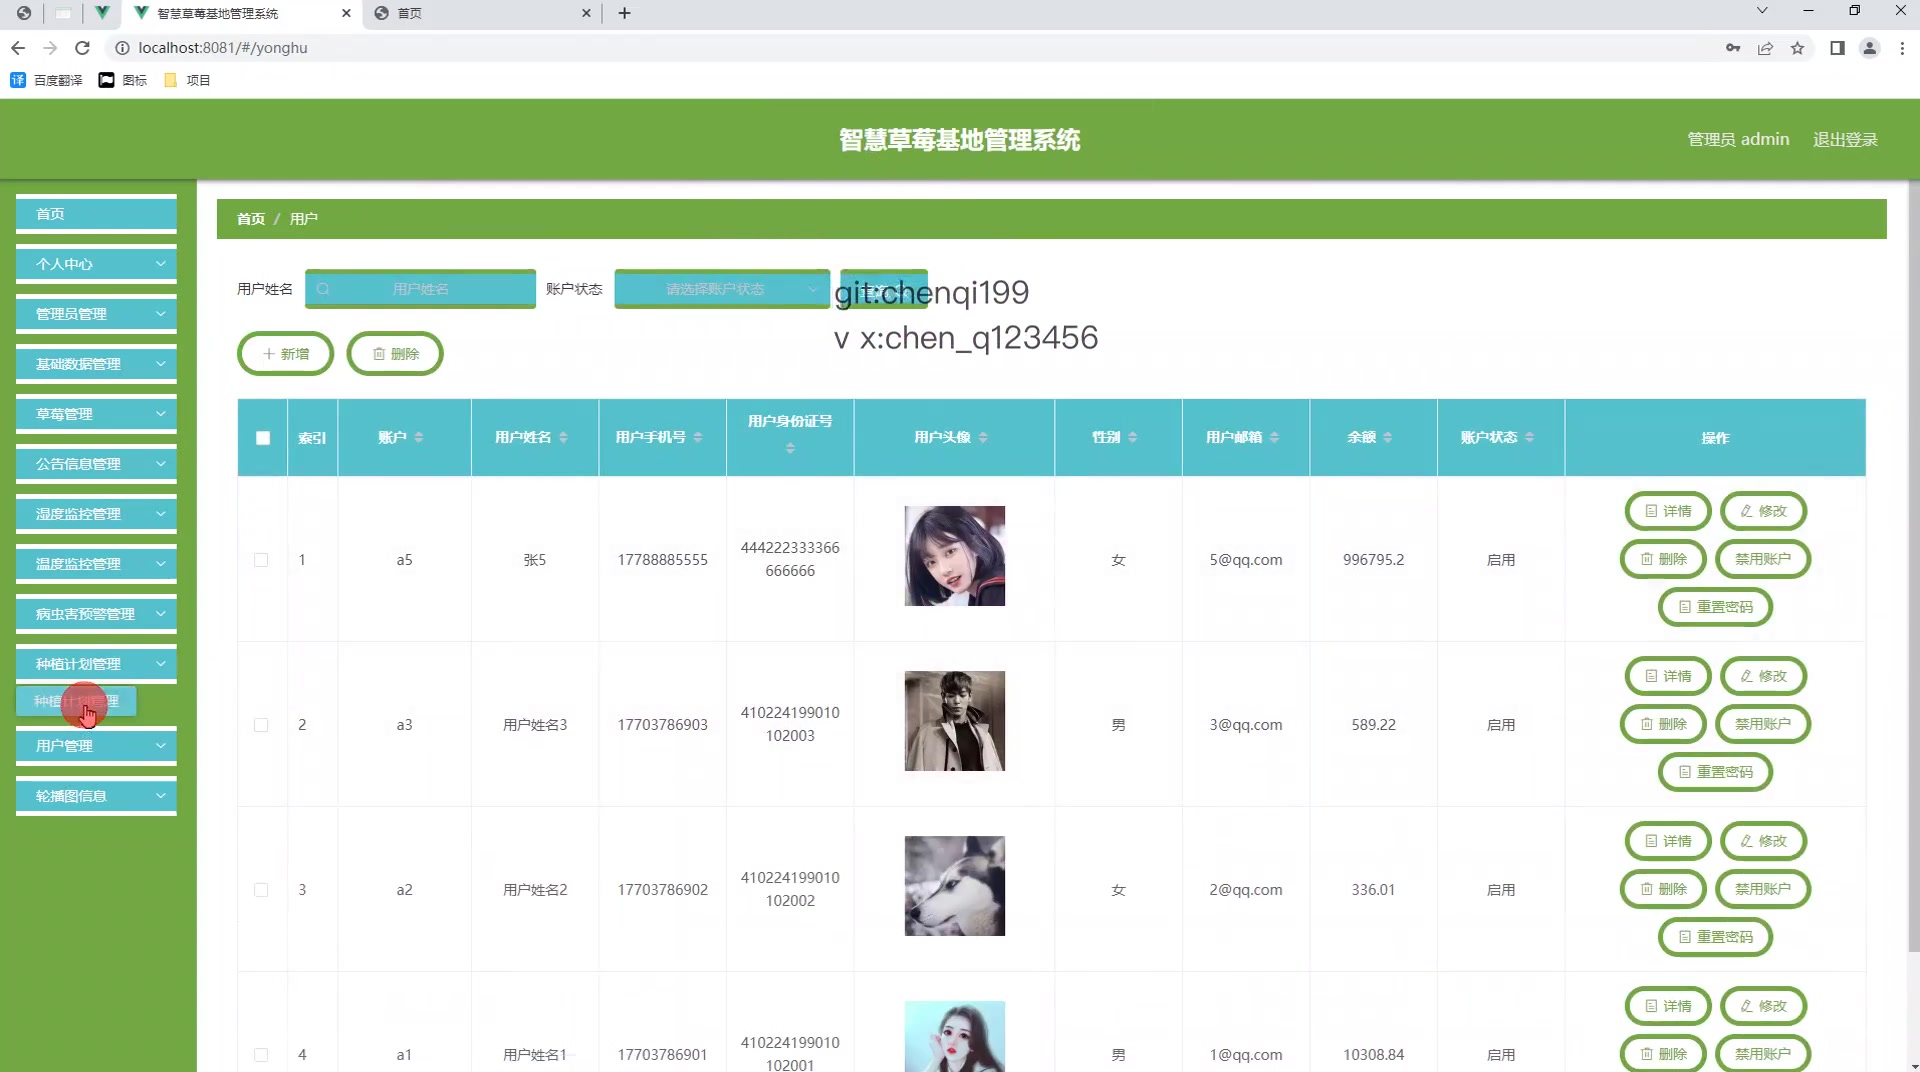 智慧草莓基地管理系统
首页
localhost:8081/#/yonghu
百度翻译
图标
项目
智慧草莓基地管理系统
管理员 admin
退出登录
首页
个人中心
管理员管理
基础数据管理
草莓管理
公告信息管理
湿度监控管理
温度监控管理
病虫害预警管理
种植计划管理
种植计划管理
用户管理
轮播图信息
首页 / 用户
用户姓名
用户姓名
账户状态
请选择账户状态
查询
git:chenqi199
v x:chen_q123456
新增
删除
索引 账户 用户姓名 用户手机号 用户身份证号 用户头像 性别 用户邮箱 余额 账户状态 操作
1 a5 张5 17788885555 444222333366666666 女 5@qq.com 996795.2 启用
详情 修改
删除 禁用账户
重置密码
2 a3 用户姓名3 17703786903 410224199010102003 男 3@qq.com 589.22 启用
详情 修改
删除 禁用账户
重置密码
3 a2 用户姓名2 17703786902 410224199010102002 女 2@qq.com 336.01 启用
详情 修改
删除 禁用账户
重置密码
4 a1 用户姓名1 17703786901 410224199010102001 男 1@qq.com 10308.84 启用
详情 修改
删除 禁用账户